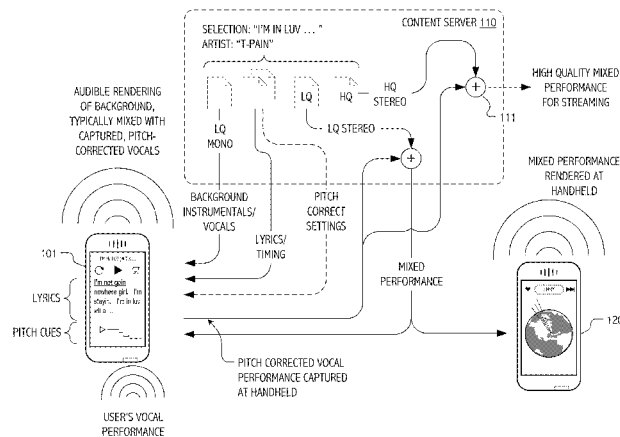 SELECTION: "I'M IN LUV ... "
ARTIST: "T-PAIN"
CONTENT SERVER 110
AUDIBLE RENDERING
OF BACKGROUND,
TYPICALLY MIXED WITH
CAPTURED, PITCH-
CORRECTED VOCALS
LQ
MONO
LQ
HQ
LQ STEREO
HQ
STEREO
111
HIGH QUALITY MIXED
PERFORMANCE
FOR STREAMING
MIXED PERFORMANCE
RENDERED AT
HANDHELD
BACKGROUND
INSTRUMENTALS/
VOCALS
LYRICS/
TIMING
PITCH
CORRECT
SETTINGS
MIXED
PERFORMANCE
101
LYRICS
PITCH CUES
I'm not goin
nowhere girl. I'm
stayin. I'm in luv
120
PITCH CORRECTED VOCAL
PERFORMANCE CAPTURED
AT HANDHELD
USER'S VOCAL
PERFORMANCE